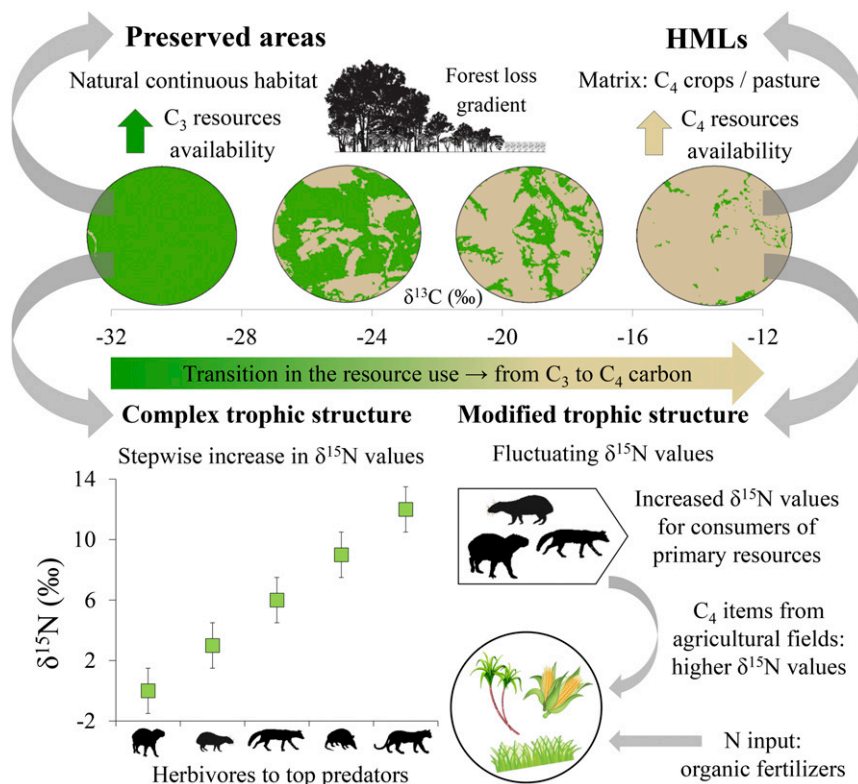 Preserved areas
HMLs
Natural continuous habitat
Forest loss
gradient
Matrix: C₄ crops / pasture
C₃ resources
availability
C₄ resources
availability
δ¹³C (‰)
-32
-28
-24
-19
-16
-12
Transition in the resource use → from C₃ to C₄ carbon
Complex trophic structure
Modified trophic structure
Stepwise increase in δ¹⁵N values
Fluctuating δ¹⁵N values
14
10
6
2
-2
δ¹⁵N (‰)
Herbivores to top predators
Increased δ¹⁵N values
for consumers of
primary resources
C₄ items from
agricultural fields:
higher δ¹⁵N values
N input:
organic fertilizers